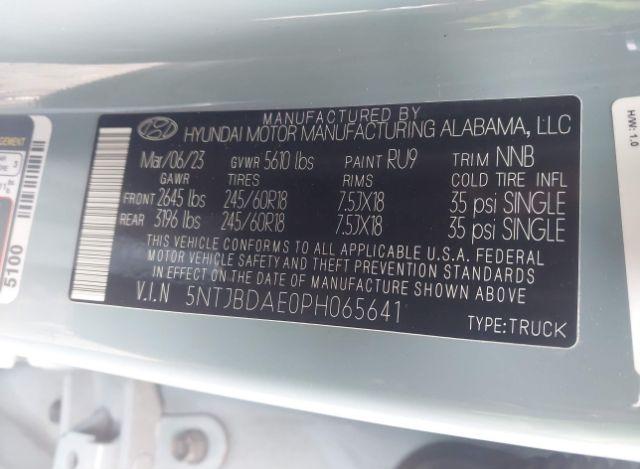 MANUFACTURED BY
HYUNDAI MOTOR MANUFACTURING ALABAMA, LLC
Mar/06/23 GVWR 5610 lbs PAINT RU9 TRIM NNB
GAWR TIRES RIMS COLD TIRE INFL
FRONT 2645 lbs 245/60R18 7.5JX18 35 psi SINGLE
REAR 3196 lbs 245/60R18 7.5JX18 35 psi SINGLE
THIS VEHICLE CONFORMS TO ALL APPLICABLE U.S.A. FEDERAL
MOTOR VEHICLE SAFETY AND THEFT PREVENTION STANDARDS
IN EFFECT ON THE DATE OF MANUFACTURE SHOWN ABOVE.
V.I.N 5NTJBDAE0PH065641
TYPE:TRUCK
5100
H/W: 1.0